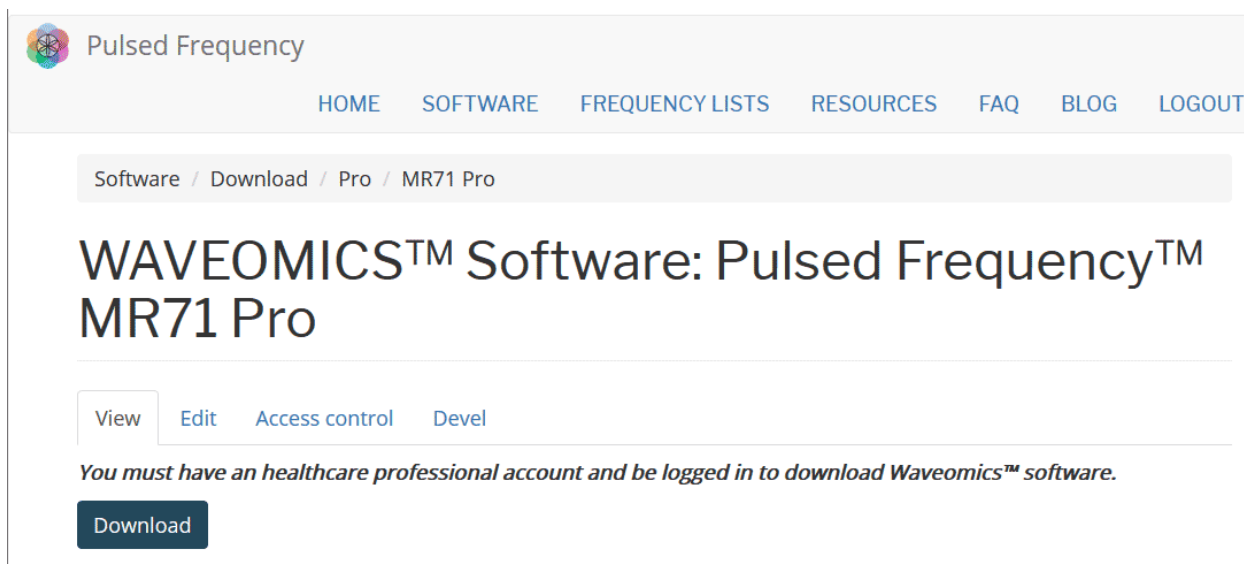 Pulsed Frequency
HOME SOFTWARE FREQUENCY LISTS RESOURCES FAQ BLOG LOGOUT
Software / Download / Pro / MR71 Pro
WAVEOMICS™ Software: Pulsed Frequency™
MR71 Pro
View Edit Access control Devel
You must have an healthcare professional account and be logged in to download Waveomics™ software.
Download